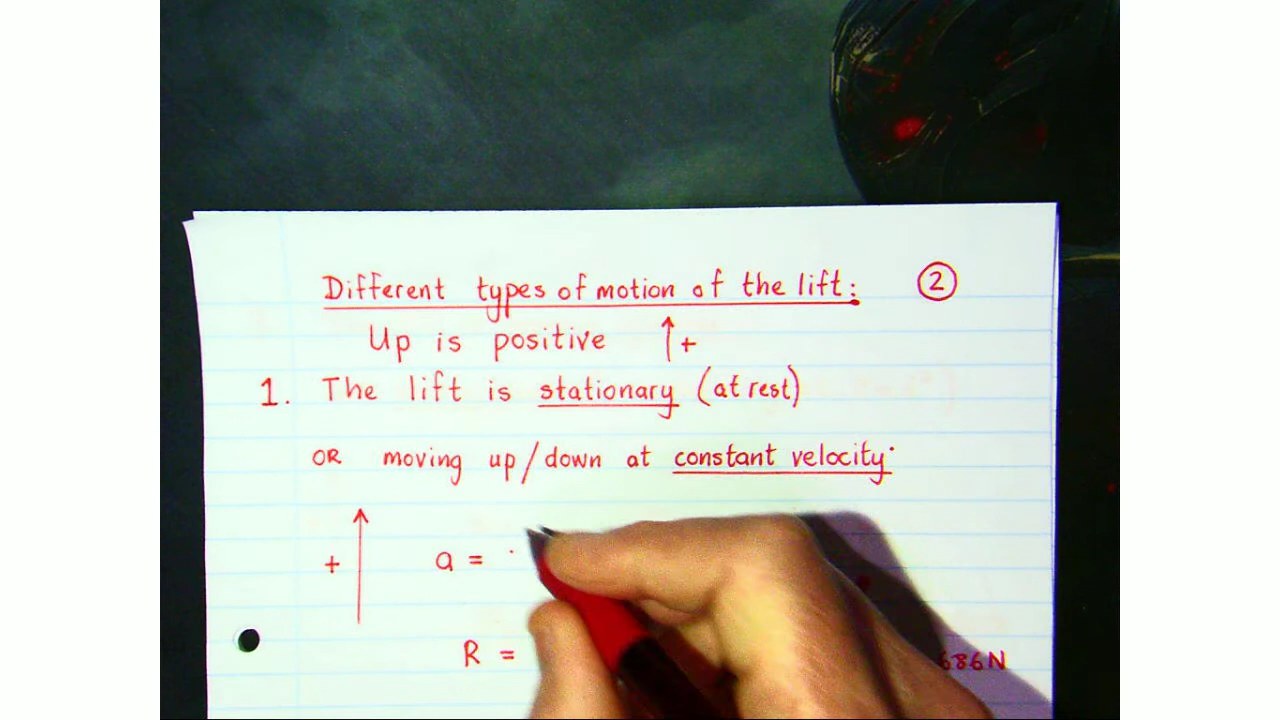 Different types of motion of the lift: ②
Up is positive ↑+
1. The lift is stationary (at rest)
OR moving up/down at constant velocity.
+ a =
R = 686N